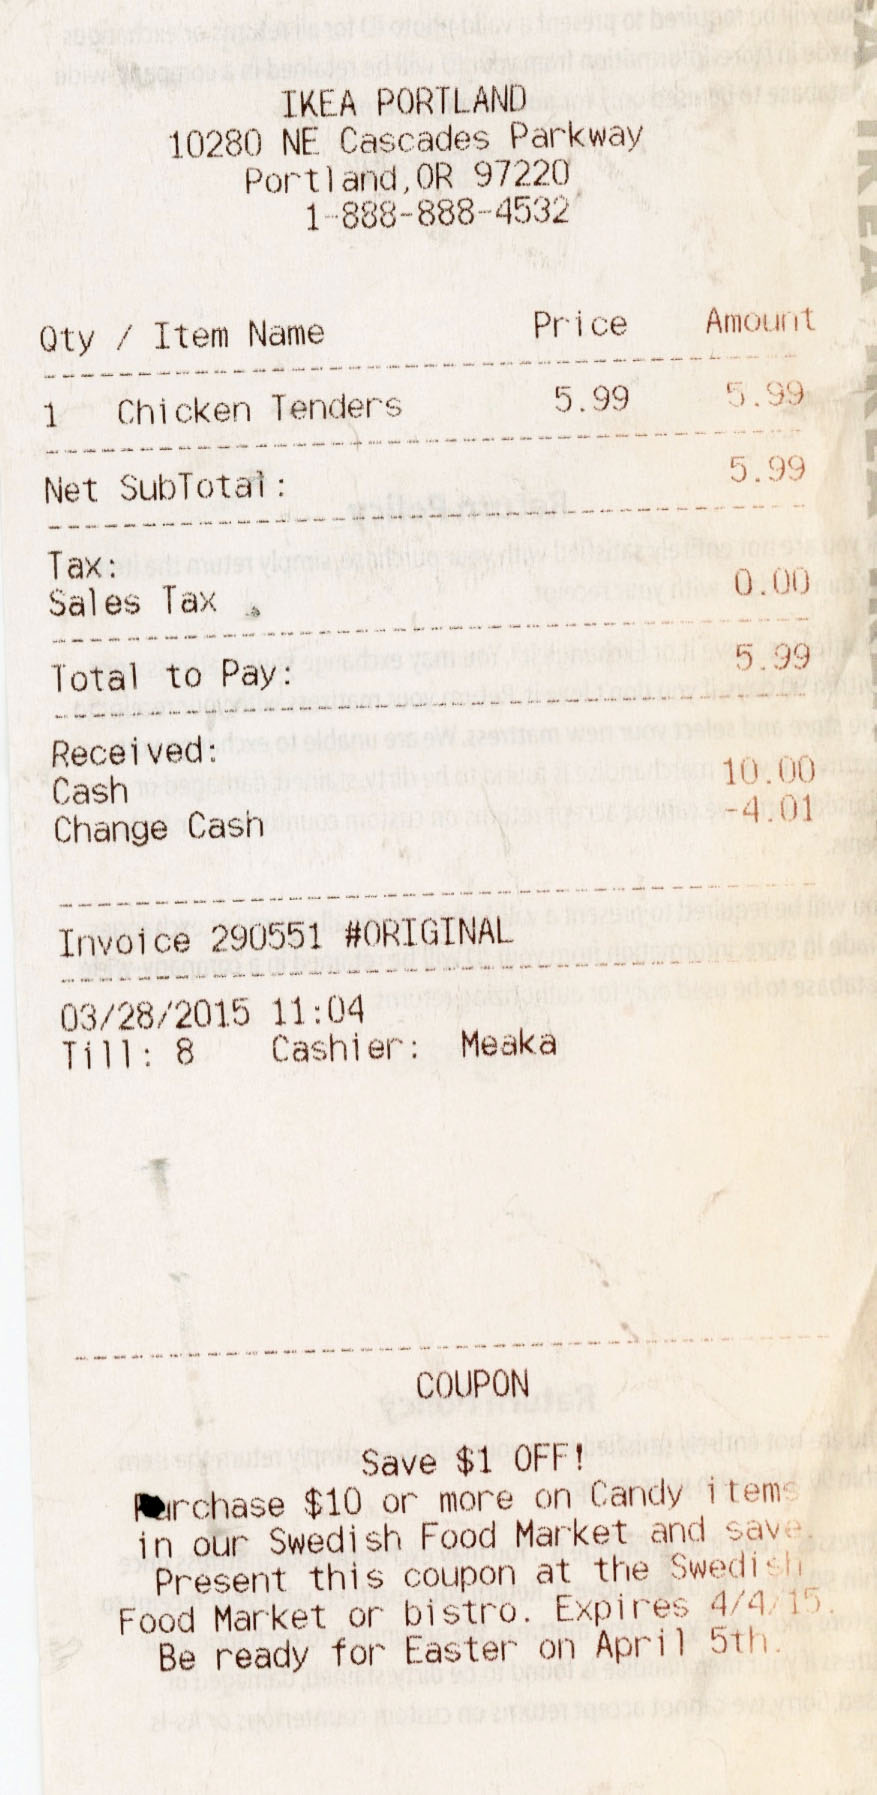 IKEA PORTLAND
10280 NE Cascades Parkway
Portland,OR 97220
1-888-888-4532
Qty / Item Name Price Amount
1 Chicken Tenders 5.99 5.99
Net SubTotal: 5.99
Tax:
Sales Tax 0.00
Total to Pay: 5.99
Received:
Cash 10.00
Change Cash -4.01
Invoice 290551 #ORIGINAL
03/28/2015 11:04
Till: 8 Cashier: Meaka
COUPON
Save $1 OFF!
Purchase $10 or more on Candy items
in our Swedish Food Market and save.
Present this coupon at the Swedish
Food Market or bistro. Expires 4/4/15.
Be ready for Easter on April 5th.